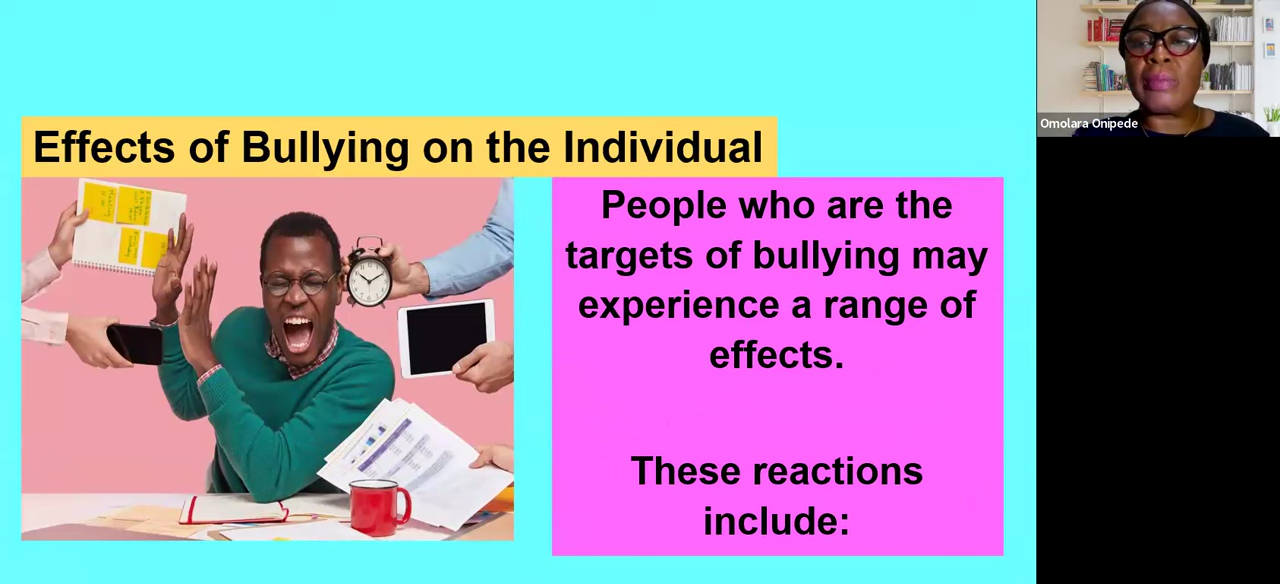 Effects of Bullying on the Individual
People who are the
targets of bullying may
experience a range of
effects.
These reactions
include:
Omolara Onipede